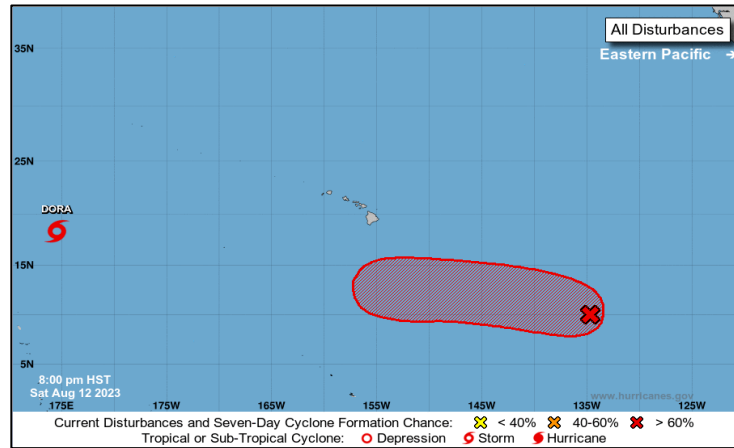 All Disturbances
Eastern Pacific →
35N
25N
DORA
15N
5N
8:00 pm HST
Sat Aug 12 2023
www.hurricanes.gov
175E 175W 165W 155W 145W 135W 125W
Current Disturbances and Seven-Day Cyclone Formation Chance: < 40% 40-60% > 60%
Tropical or Sub-Tropical Cyclone: Depression Storm Hurricane